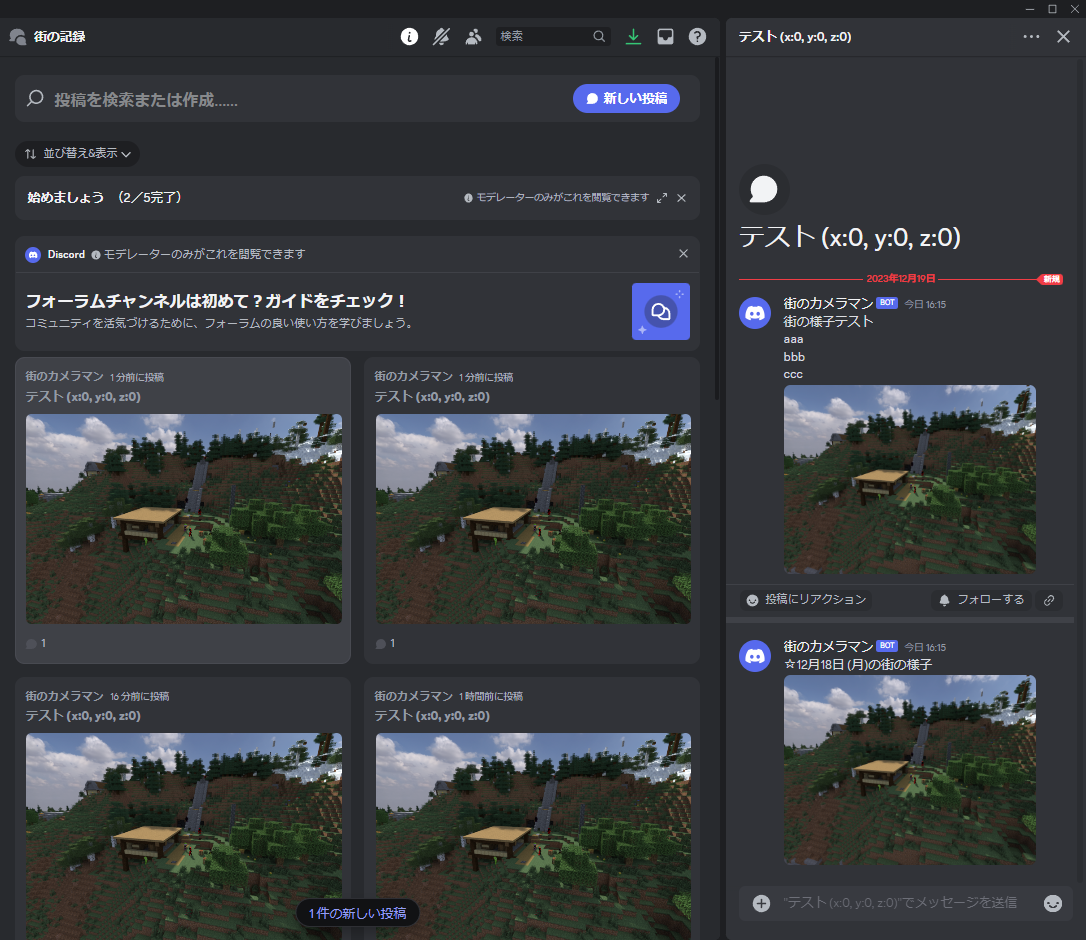 街の記録
検索
投稿を検索または作成......
新しい投稿
並び替え&表示
始めましょう (2／5完了)
モデレーターのみがこれを閲覧できます
Discord モデレーターのみがこれを閲覧できます
フォーラムチャンネルは初めて？ガイドをチェック！
コミュニティを活気づけるために、フォーラムの良い使い方を学びましょう。
街のカメラマン 1分前に投稿
テスト(x:0, y:0, z:0)
1
街のカメラマン 1分前に投稿
テスト(x:0, y:0, z:0)
1
街のカメラマン 16分前に投稿
テスト(x:0, y:0, z:0)
街のカメラマン 1時間前に投稿
テスト(x:0, y:0, z:0)
1件の新しい投稿
テスト(x:0, y:0, z:0)
テスト(x:0, y:0, z:0)
2023年12月19日
新規
街のカメラマン BOT 今日 16:15
街の様子テスト
aaa
bbb
ccc
投稿にリアクション
フォローする
街のカメラマン BOT 今日 16:15
☆12月18日 (月)の街の様子
"テスト(x:0, y:0, z:0)"でメッセージを送信